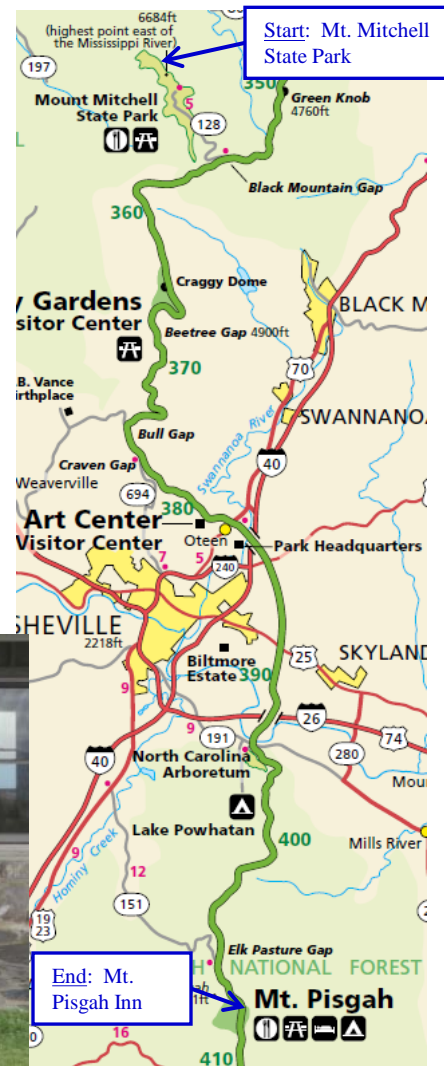 6684ft
(highest point east of
the Mississippi River)
Start: Mt. Mitchell
State Park
197
350
Green Knob
4760ft
Mount Mitchell
State Park
5
128
Black Mountain Gap
360
Craggy Dome
y Gardens
isitor Center
BLACK M
Beetree Gap 4900ft
370
70
.B. Vance
irthplace
Swannanoa River
SWANNANOA
Bull Gap
40
Craven Gap
Weaverville
694
380
Art Center
Visitor Center
Oteen
Park Headquarters
7
5
240
SHEVILLE
2218ft
Biltmore
Estate
25
SKYLAND
390
9
26
74
191
9
40
North Carolina
Arboretum
280
Mou
Lake Powhatan
400
Mills River
9
Hominy Creek
12
151
19
23
2
Elk Pasture Gap
H NATIONAL FOREST
End: Mt.
Pisgah Inn
ah
1ft
Mt. Pisgah
0
16
410